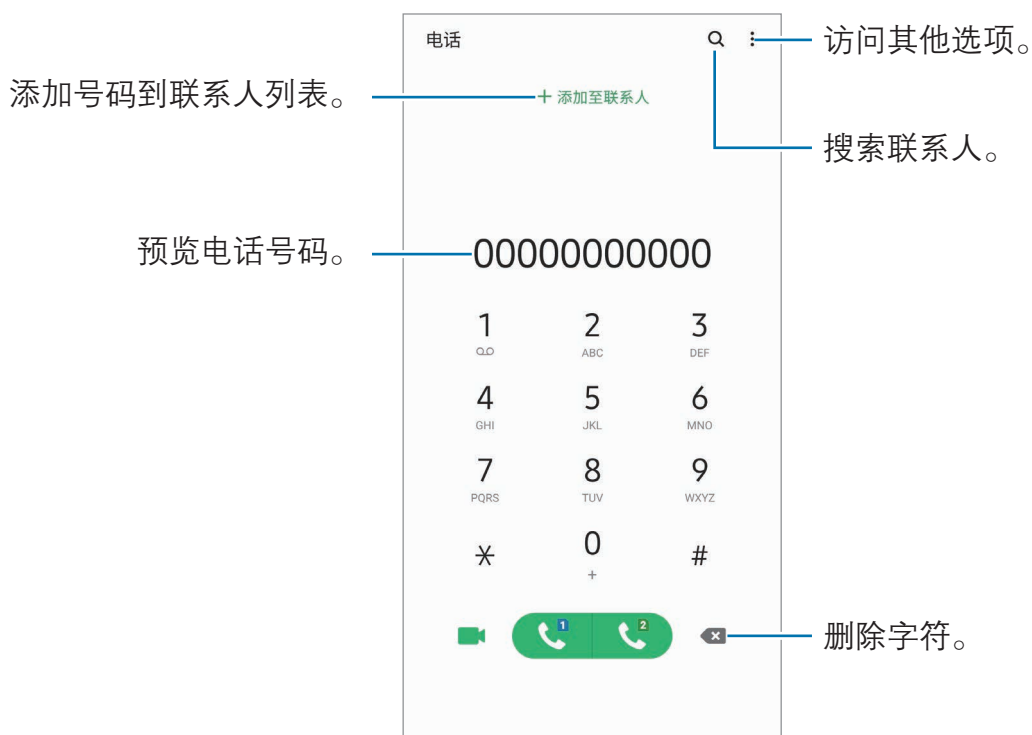 电话
访问其他选项。
添加号码到联系人列表。
+ 添加至联系人
搜索联系人。
预览电话号码。
00000000000
1 2 3
ABC DEF
4 5 6
GHI JKL MNO
7 8 9
PQRS TUV WXYZ
* 0 #
+
1 2
删除字符。